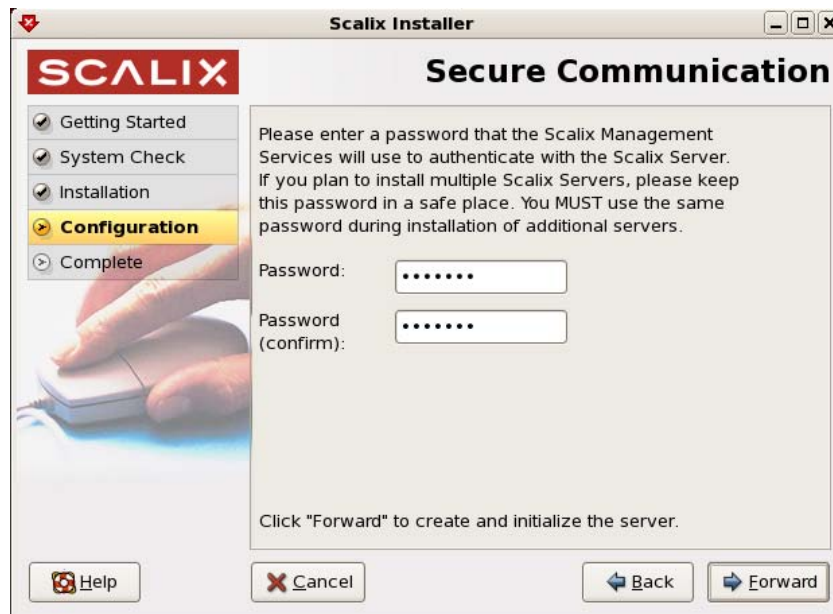 Scalix Installer
SCALIX
Secure Communication
Getting Started
System Check
Installation
Configuration
Complete
Please enter a password that the Scalix Management
Services will use to authenticate with the Scalix Server.
If you plan to install multiple Scalix Servers, please keep
this password in a safe place. You MUST use the same
password during installation of additional servers.
Password:
Password
(confirm):
Click "Forward" to create and initialize the server.
Help
Cancel
Back
Forward